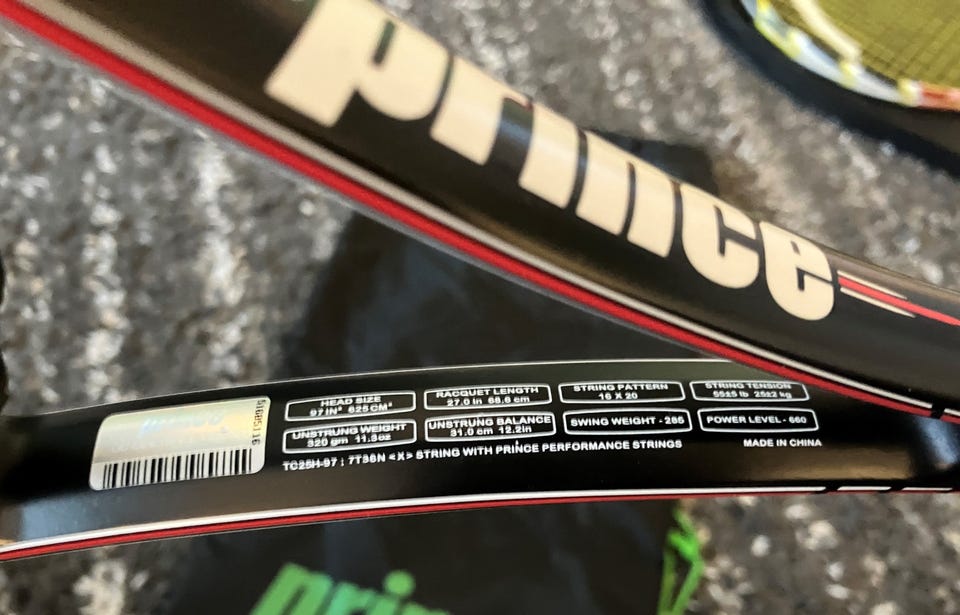 prince
HEAD SIZE
97 IN² 625 CM²
RACQUET LENGTH
27.0 in 68.6 cm
STRING PATTERN
16 X 20
STRING TENSION
55±5 lb 25±2 kg
UNSTRUNG WEIGHT
320 gm 11.3oz
UNSTRUNG BALANCE
31.0 cm 12.2in
SWING WEIGHT - 285
POWER LEVEL - 660
TC25H-97 ; 7T36N <X> STRING WITH PRINCE PERFORMANCE STRINGS
MADE IN CHINA